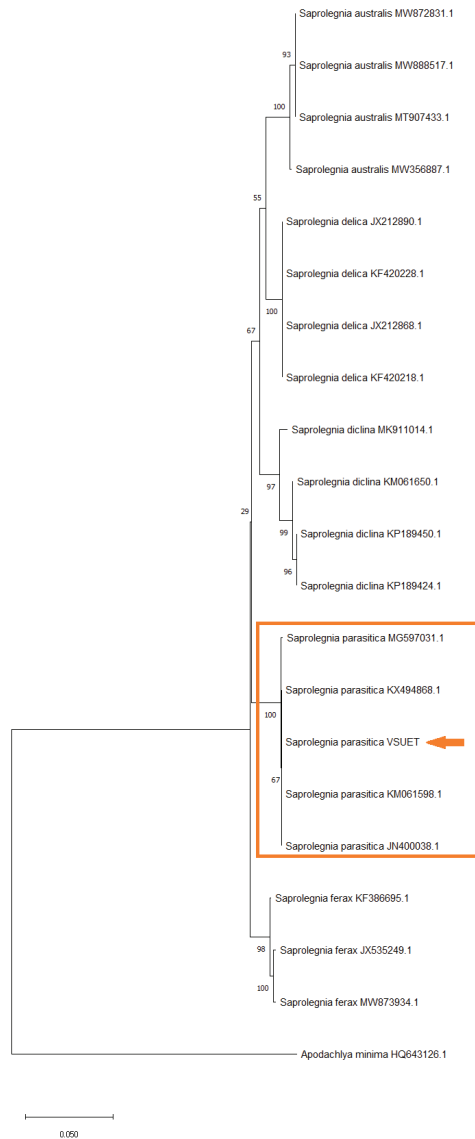 Saprolegnia australis MW872831.1
93
Saprolegnia australis MW888517.1
100
Saprolegnia australis MT907433.1
Saprolegnia australis MW356887.1
55
Saprolegnia delica JX212890.1
Saprolegnia delica KF420228.1
100
Saprolegnia delica JX212868.1
67
Saprolegnia delica KF420218.1
Saprolegnia diclina MK911014.1
97
Saprolegnia diclina KM061650.1
29
99
Saprolegnia diclina KP189450.1
96
Saprolegnia diclina KP189424.1
Saprolegnia parasitica MG597031.1
Saprolegnia parasitica KX494868.1
100
Saprolegnia parasitica VSUET
67
Saprolegnia parasitica KM061598.1
Saprolegnia parasitica JN400038.1
Saprolegnia ferax KF386695.1
98
Saprolegnia ferax JX535249.1
100
Saprolegnia ferax MW873934.1
Apodachlya minima HQ643126.1
0.050